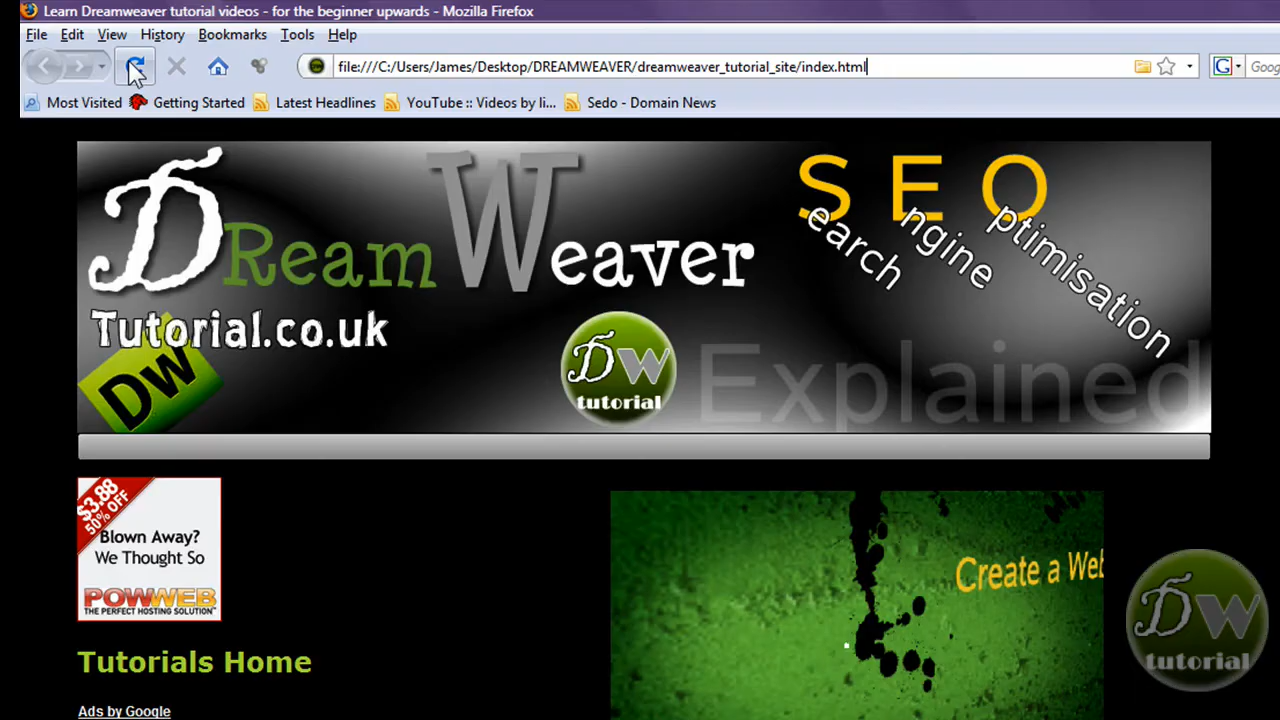 Learn Dreamweaver tutorial videos - for the beginner upwards - Mozilla Firefox
File Edit View History Bookmarks Tools Help
file:///C:/Users/James/Desktop/DREAMWEAVER/dreamweaver_tutorial_site/index.html
G Goog
Most Visited Getting Started Latest Headlines YouTube :: Videos by li... Sedo - Domain News
DReamWeaver
Tutorial.co.uk
Dw
S E O
earch ngine ptimisation
DW
tutorial
Explained
$3.88
50% OFF
Blown Away?
We Thought So
POWWEB
THE PERFECT HOSTING SOLUTION™
Create a Web
Tutorials Home
Ads by Google
DW
tutorial